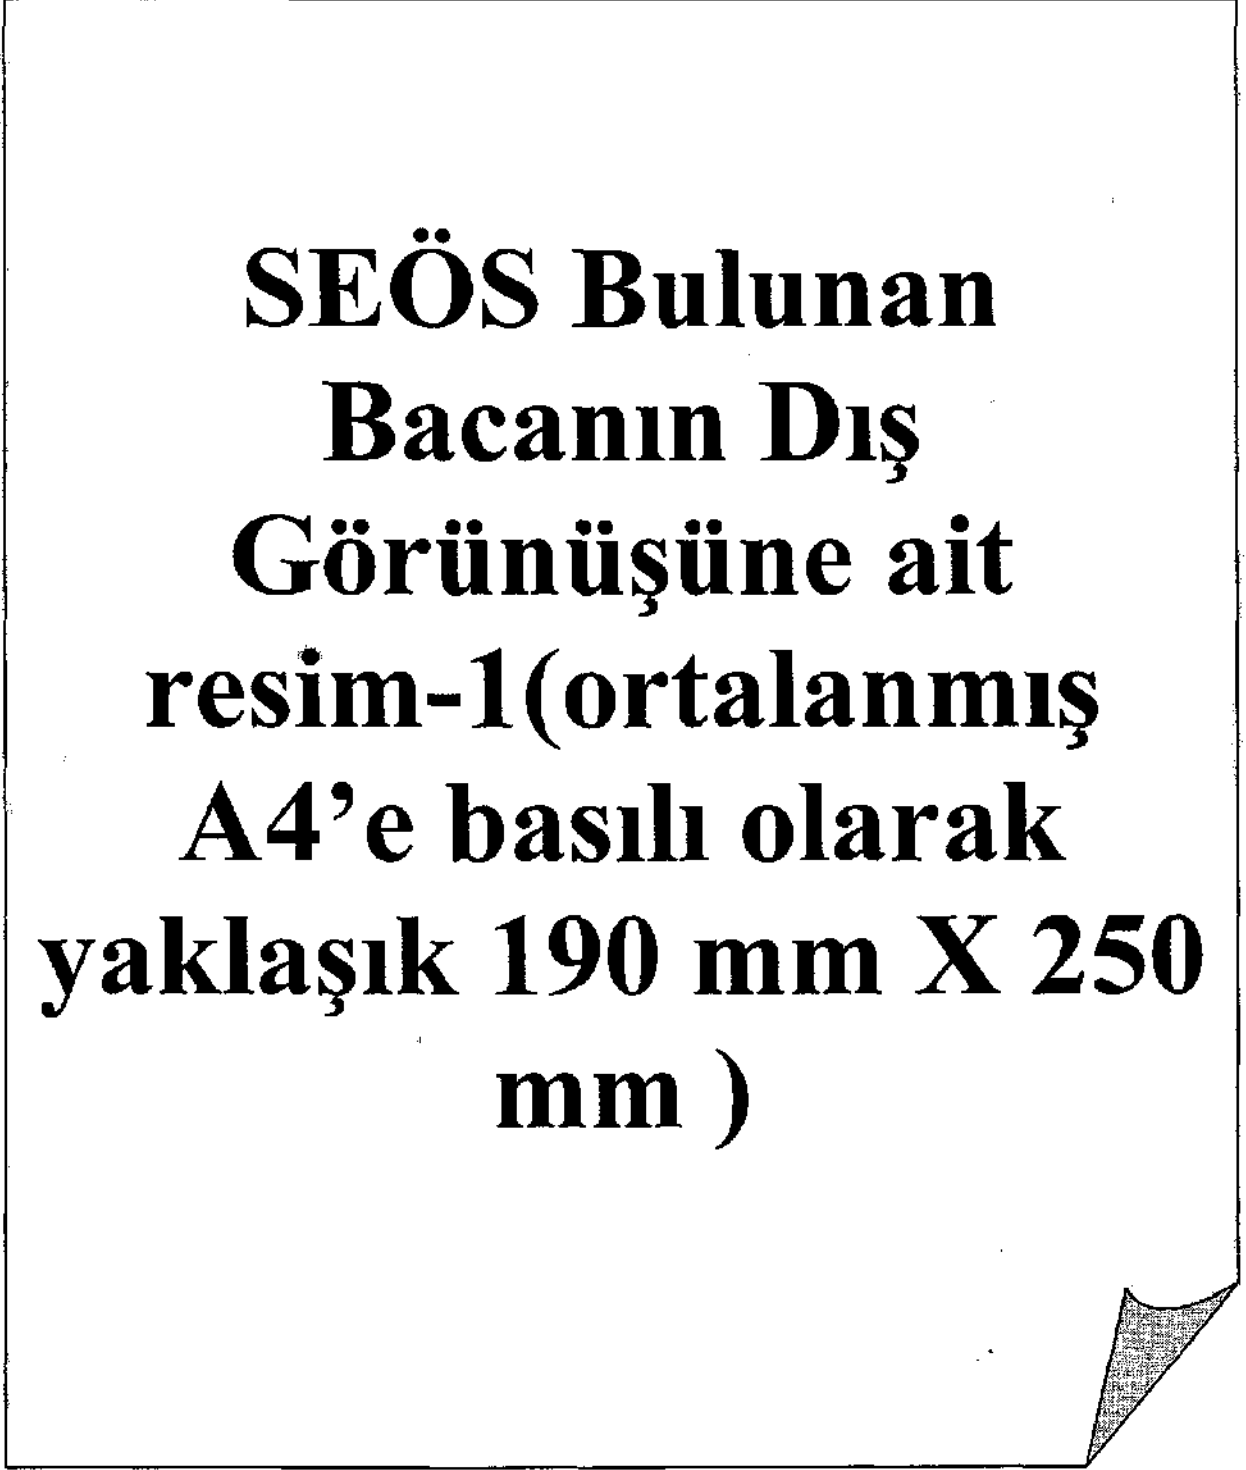 SEÖS Bulunan
Bacanın Dış
Görünüşüne ait
resim-1(ortalanmış
A4’e basılı olarak
yaklaşık 190 mm X 250
mm )